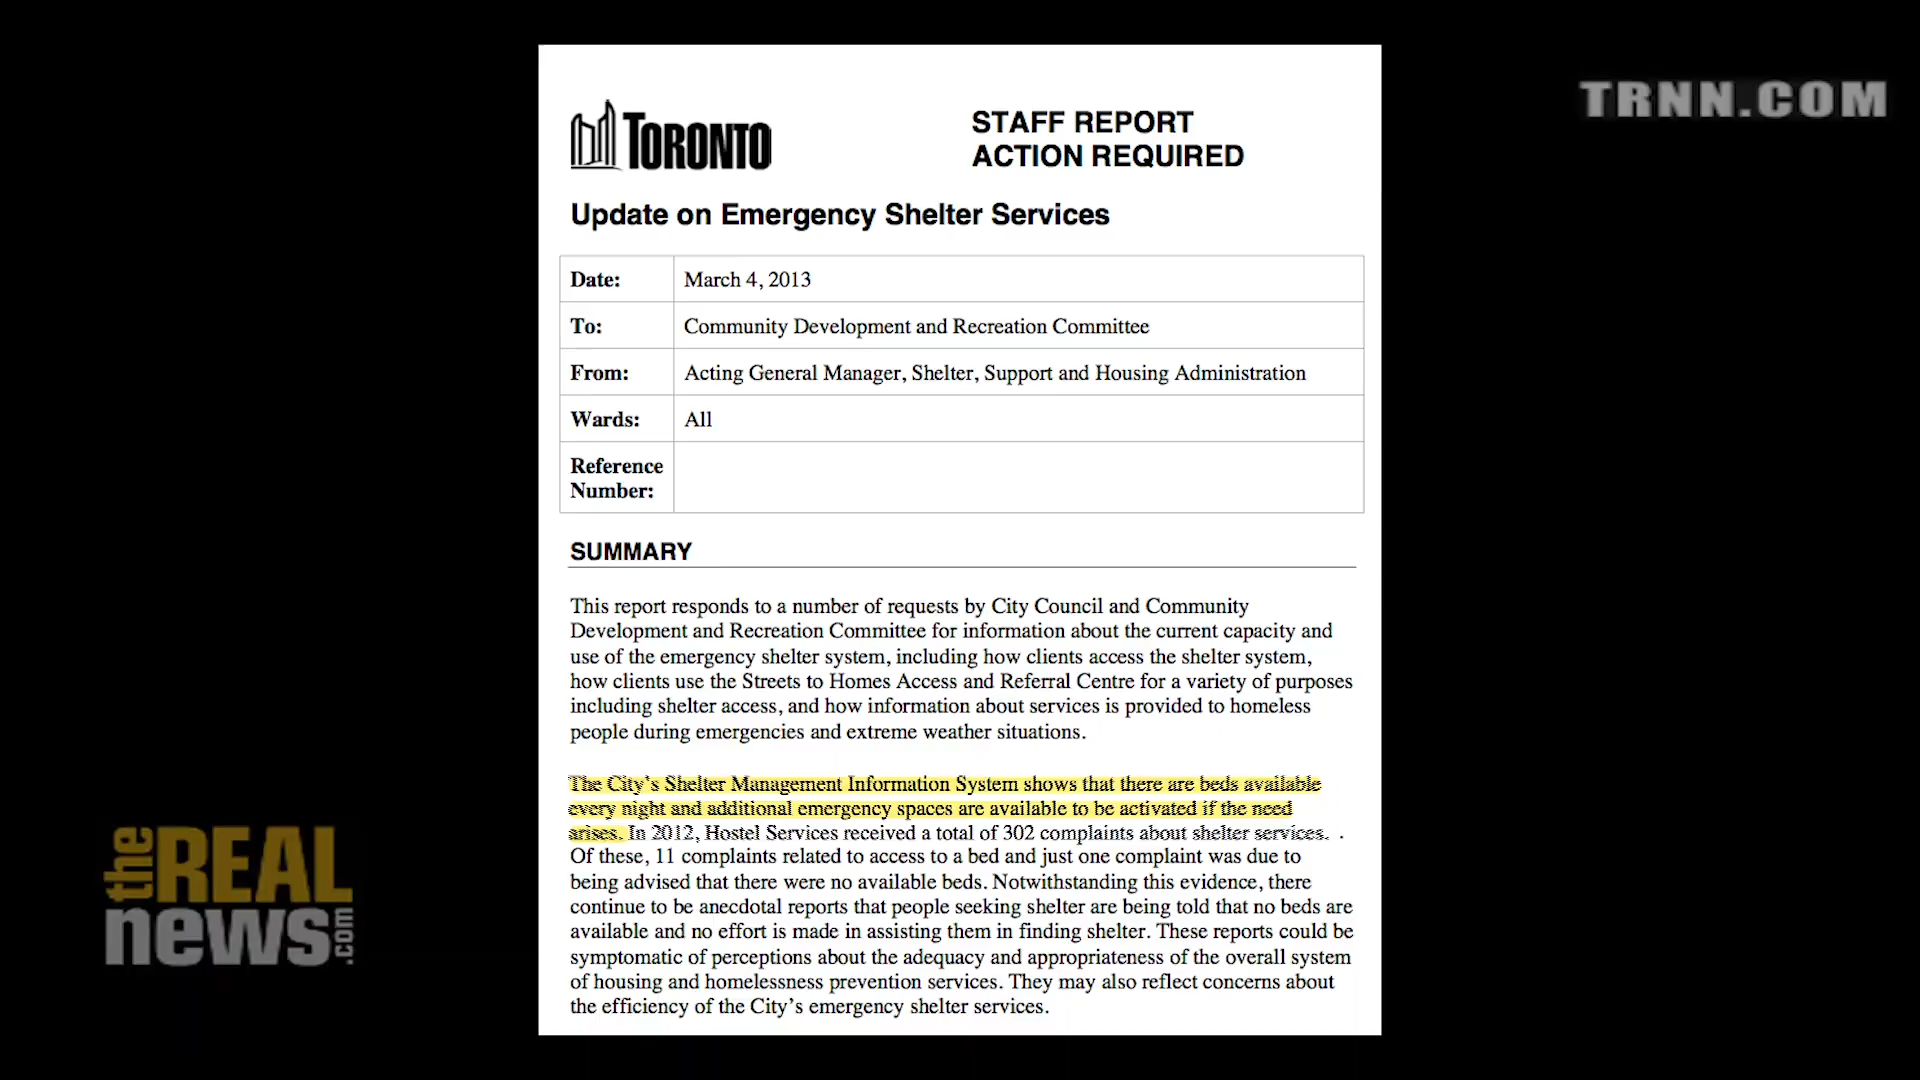 TRNN.COM
TORONTO
STAFF REPORT
ACTION REQUIRED
Update on Emergency Shelter Services
Date: March 4, 2013
To: Community Development and Recreation Committee
From: Acting General Manager, Shelter, Support and Housing Administration
Wards: All
Reference
Number:
SUMMARY
This report responds to a number of requests by City Council and Community
Development and Recreation Committee for information about the current capacity and
use of the emergency shelter system, including how clients access the shelter system,
how clients use the Streets to Homes Access and Referral Centre for a variety of purposes
including shelter access, and how information about services is provided to homeless
people during emergencies and extreme weather situations.
The City's Shelter Management Information System shows that there are beds available
every night and additional emergency spaces are available to be activated if the need
arises. In 2012, Hostel Services received a total of 302 complaints about shelter services. .
Of these, 11 complaints related to access to a bed and just one complaint was due to
being advised that there were no available beds. Notwithstanding this evidence, there
continue to be anecdotal reports that people seeking shelter are being told that no beds are
available and no effort is made in assisting them in finding shelter. These reports could be
symptomatic of perceptions about the adequacy and appropriateness of the overall system
of housing and homelessness prevention services. They may also reflect concerns about
the efficiency of the City's emergency shelter services.
the REAL
news.com